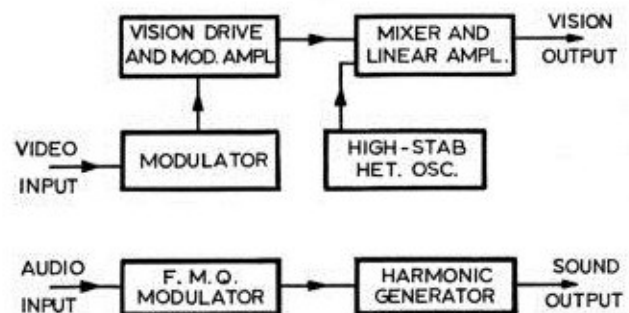 VISION DRIVE
AND MOD. AMPL
MIXER AND
LINEAR AMPL.
VISION
OUTPUT
VIDEO
INPUT
MODULATOR
HIGH-STAB
HET. OSC.
AUDIO
INPUT
F. M. Q.
MODULATOR
HARMONIC
GENERATOR
SOUND
OUTPUT